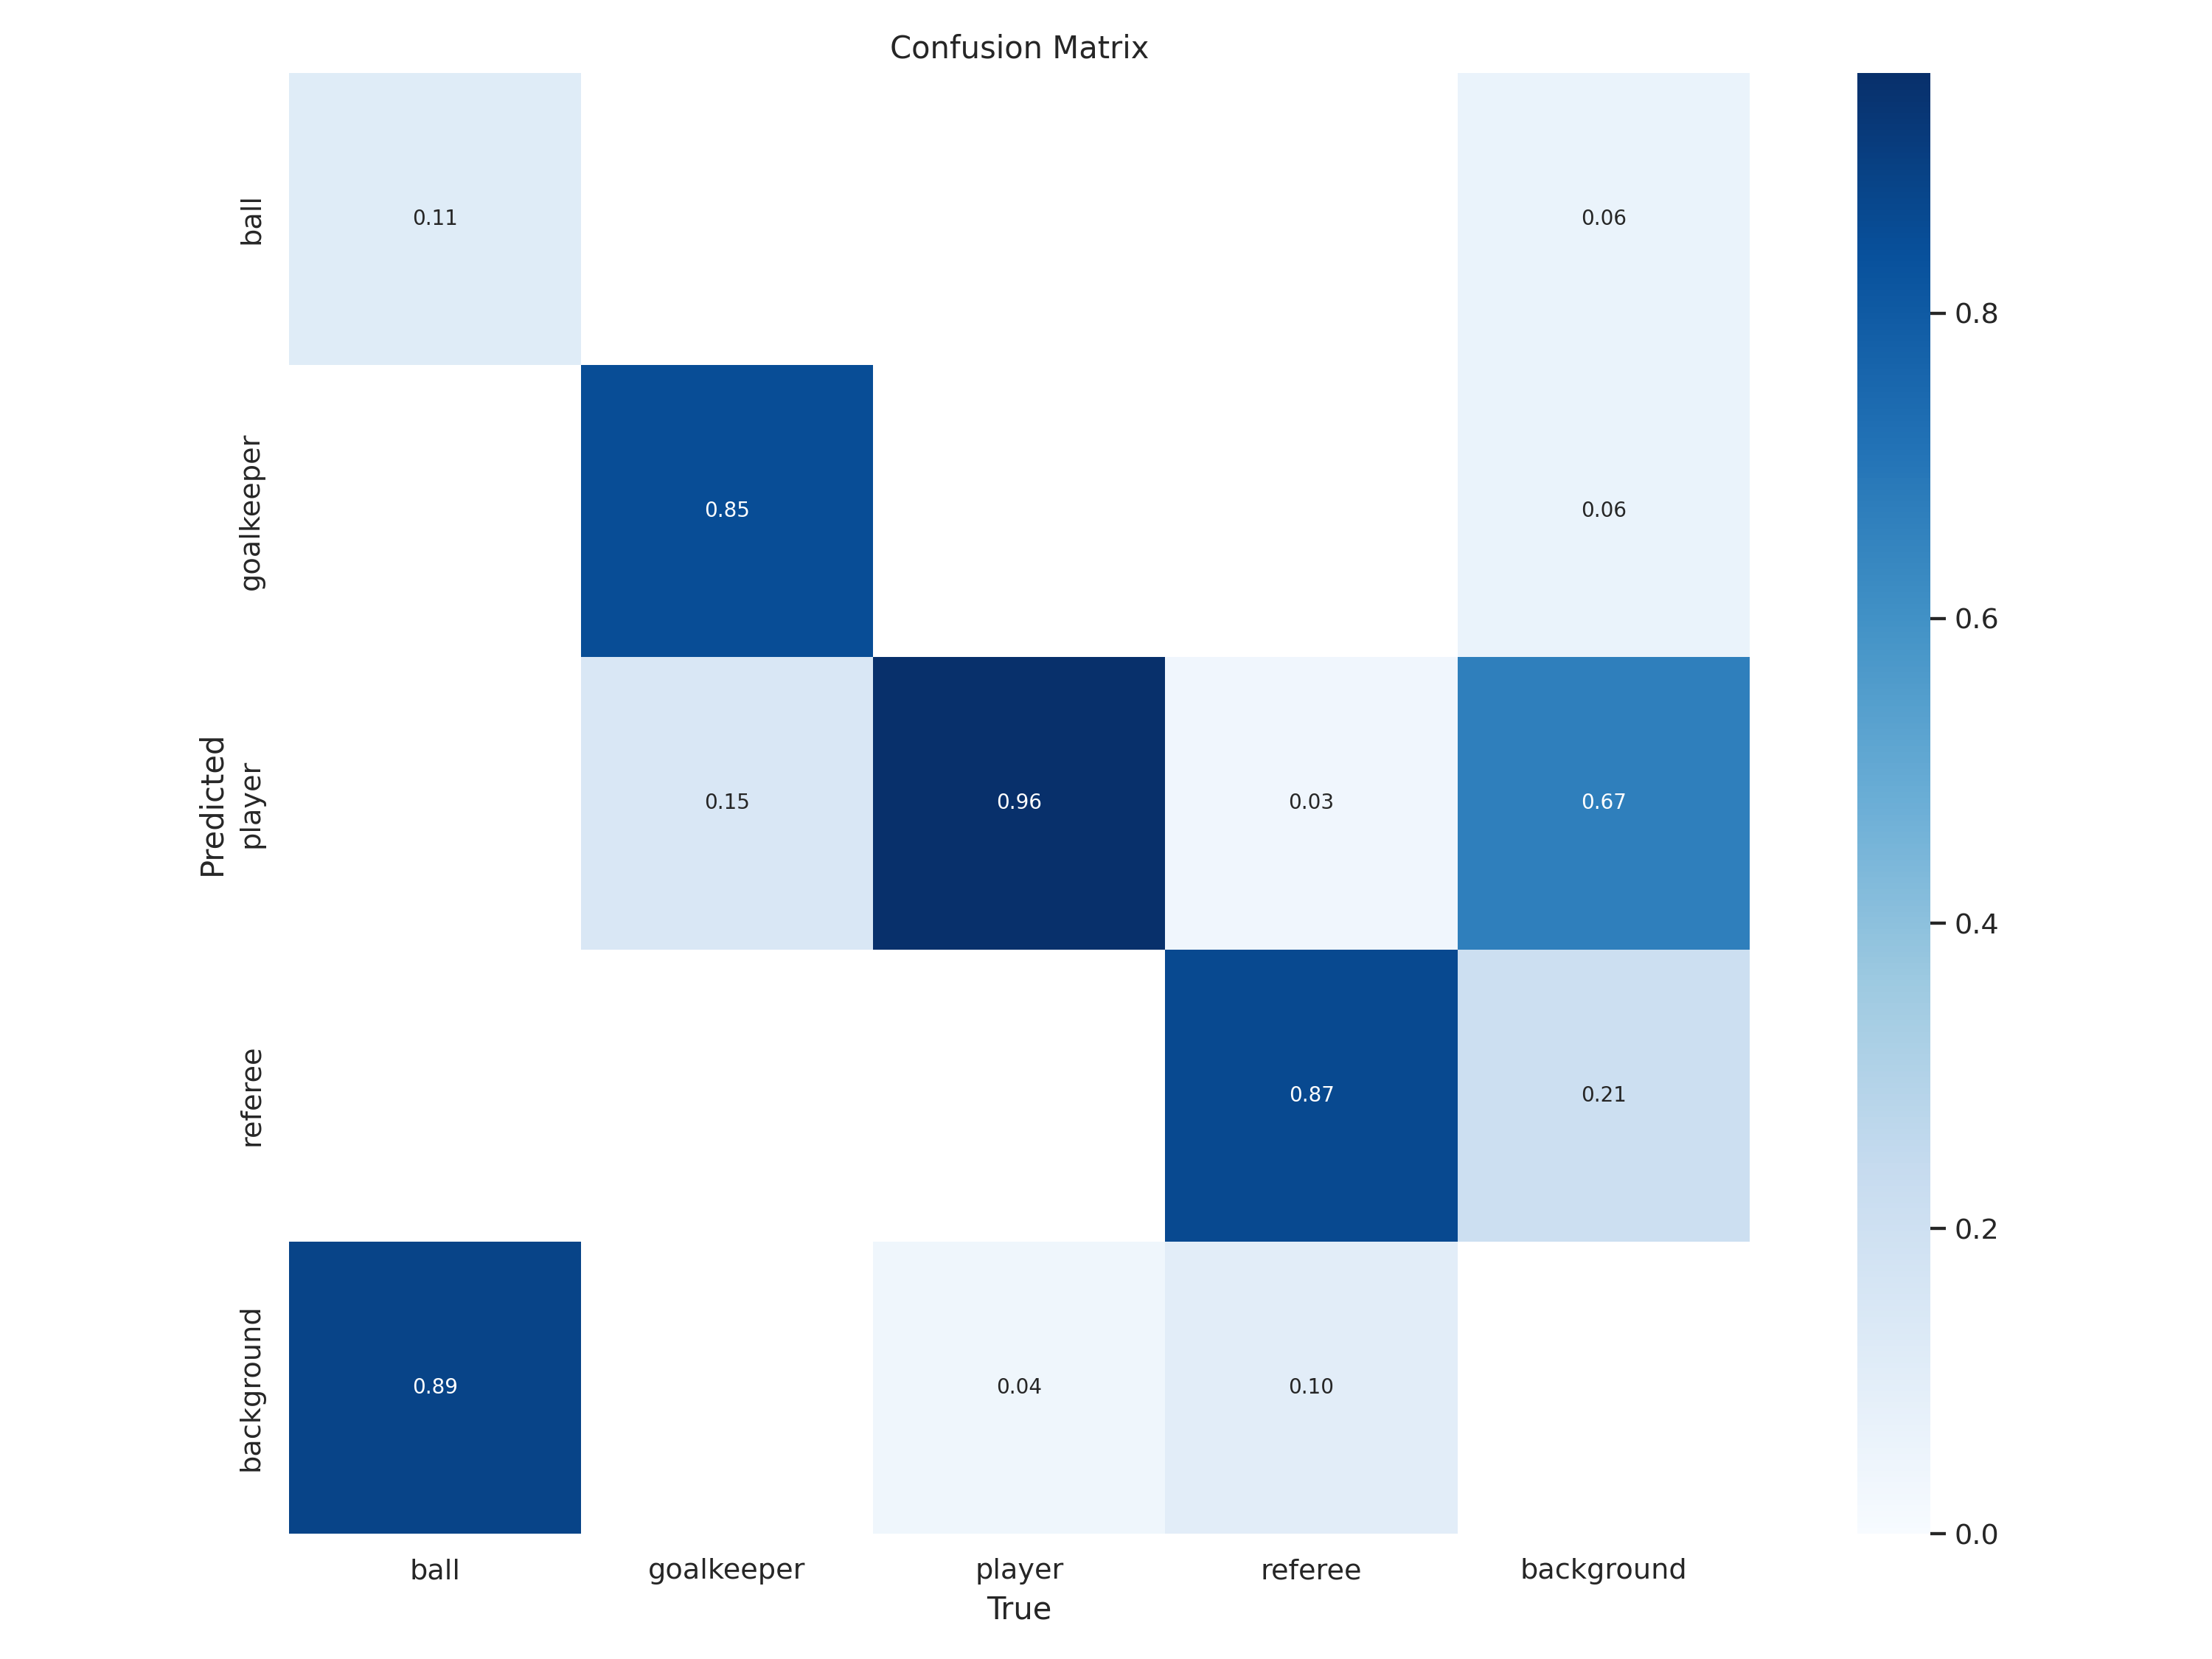 Confusion Matrix
ball
goalkeeper
player
referee
background
Predicted
0.11
0.06
0.85
0.06
0.15
0.96
0.03
0.67
0.87
0.21
0.89
0.04
0.10
ball
goalkeeper
player
referee
background
True
0.8
0.6
0.4
0.2
0.0